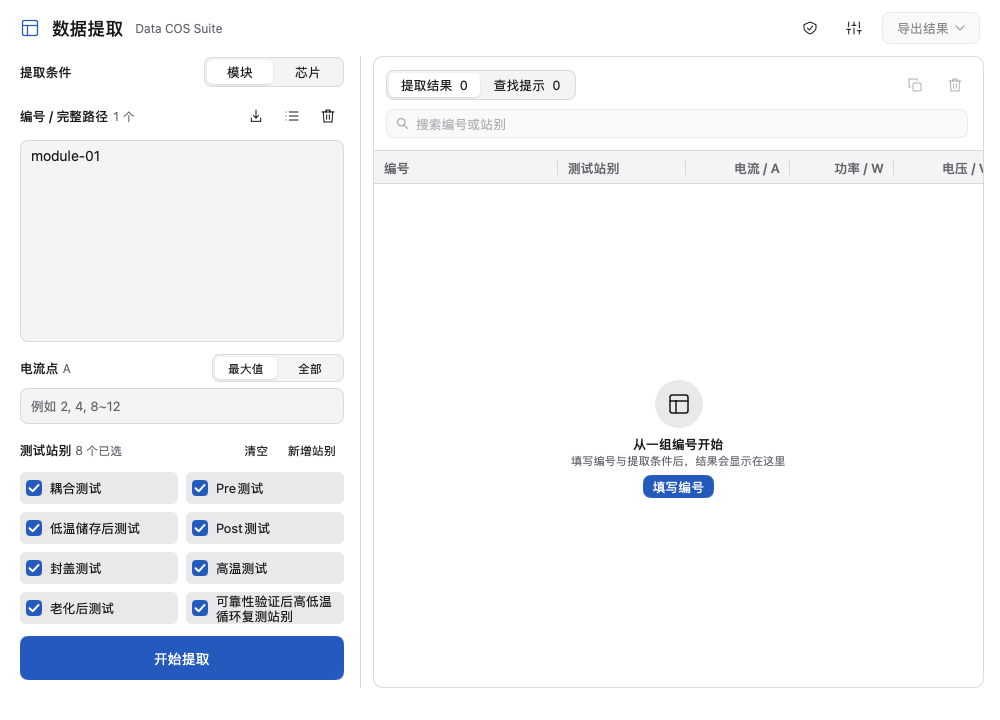 数据提取 Data COS Suite
导出结果
提取条件
模块 芯片
编号 / 完整路径 1 个
module-01
电流点 A
最大值 全部
例如 2, 4, 8~12
测试站别 8 个已选
清空 新增站别
耦合测试
Pre测试
低温储存后测试
Post测试
封盖测试
高温测试
老化后测试
可靠性验证后高低温
循环复测站别
开始提取
提取结果 0 查找提示 0
搜索编号或站别
编号 测试站别 电流 / A 功率 / W 电压 / V
从一组编号开始
填写编号与提取条件后，结果会显示在这里
填写编号